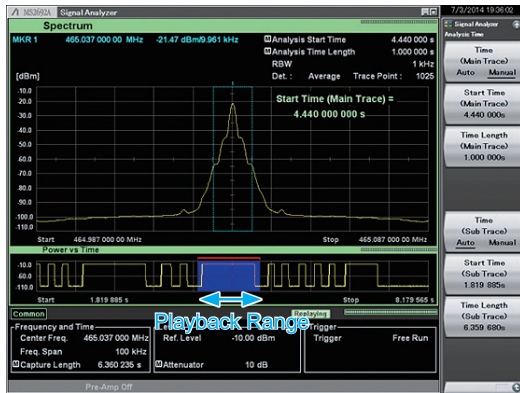 MS2692A Signal Analyzer
7/3/2014 19:36:02
Spectrum
MKR 1 465.037 000 00 MHz -21.47 dBm/9.961 kHz
M Analysis Start Time 4.440 000 s
M Analysis Time Length 1.000 000 s
RBW 1 kHz
Det.: Average Trace Point: 1025
[dBm]
Start Time (Main Trace) =
4.440 000 000 s
-10.0
-20.0
-30.0
-40.0
-50.0
-60.0
-70.0
-80.0
-90.0
-100.0
-110.0
Start 464.987 000 00 MHz
Stop 465.087 000 00 MHz
Power vs Time
-10.0
-60.0
-110.0
Start 1.819 885 s
Stop 8.179 565 s
Playback Range
Common
Replaying
Frequency and Time
Center Freq. 465.037 000 MHz
Freq. Span 100 kHz
M Capture Length 6.360 235 s
Ref. Level -10.00 dBm
M Attenuator 10 dB
Trigger
Trigger Free Run
Pre-Amp Off
Signal Analyzer
Analysis Time
Time
(Main Trace)
Auto Manual
Start Time
(Main Trace)
4.440 000s
Time Length
(Main Trace)
1.000 000s
Time
(Sub Trace)
Auto Manual
Start Time
(Sub Trace)
1.819 885s
Time Length
(Sub Trace)
6.359 680s